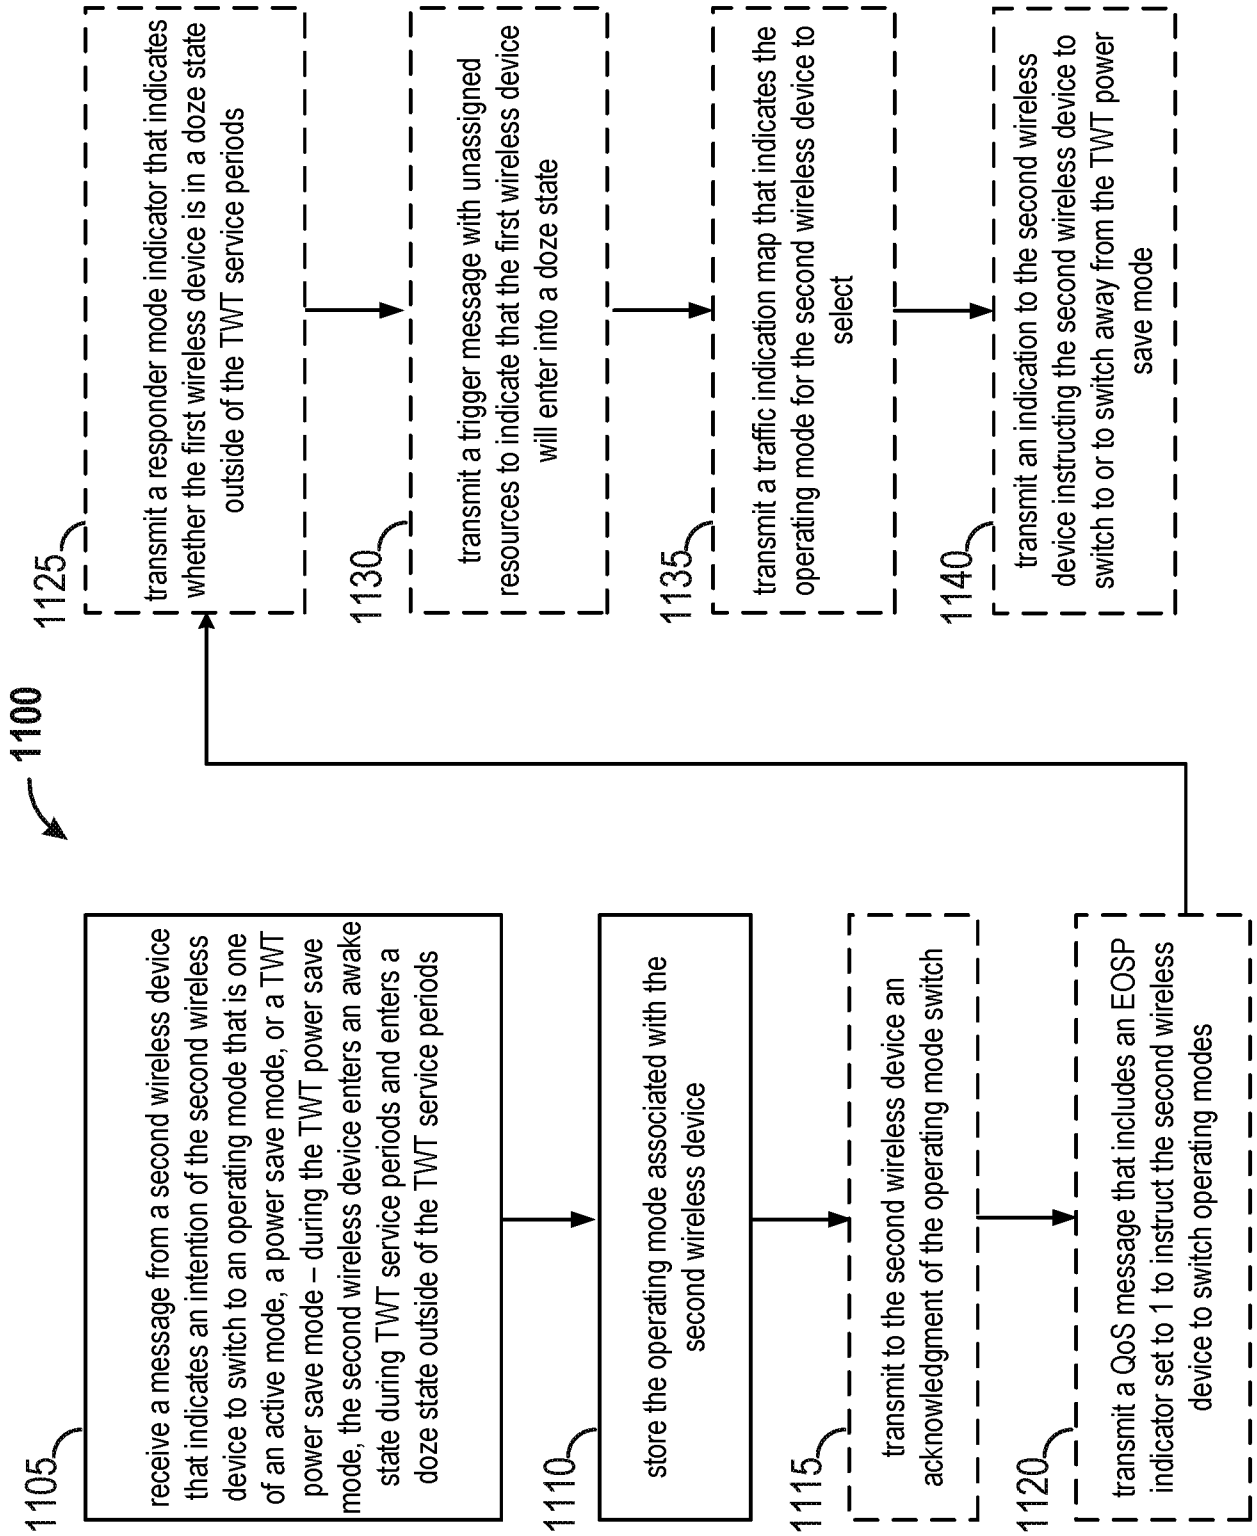 1100
1105
receive a message from a second wireless device
that indicates an intention of the second wireless
device to switch to an operating mode that is one
of an active mode, a power save mode, or a TWT
power save mode – during the TWT power save
mode, the second wireless device enters an awake
state during TWT service periods and enters a
doze state outside of the TWT service periods
1110
store the operating mode associated with the
second wireless device
1115
transmit to the second wireless device an
acknowledgment of the operating mode switch
1120
transmit a QoS message that includes an EOSP
indicator set to 1 to instruct the second wireless
device to switch operating modes
1125
transmit a responder mode indicator that indicates
whether the first wireless device is in a doze state
outside of the TWT service periods
1130
transmit a trigger message with unassigned
resources to indicate that the first wireless device
will enter into a doze state
1135
transmit a traffic indication map that indicates the
operating mode for the second wireless device to
select
1140
transmit an indication to the second wireless
device instructing the second wireless device to
switch to or to switch away from the TWT power
save mode